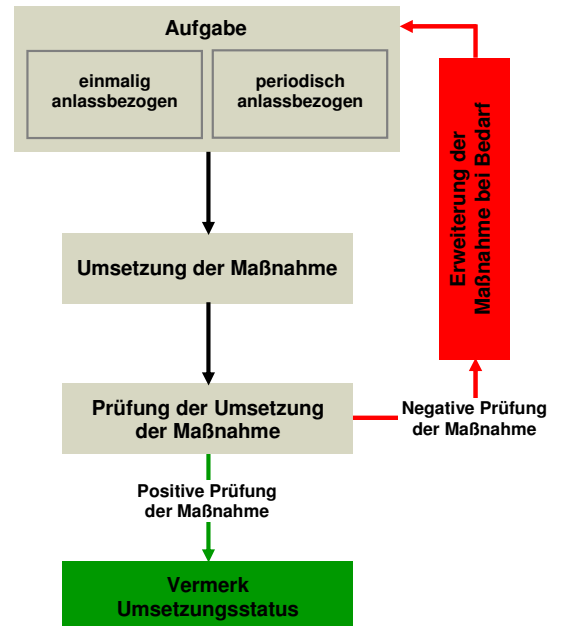 Aufgabe
einmalig
anlassbezogen
periodisch
anlassbezogen
Umsetzung der Maßnahme
Prüfung der Umsetzung
der Maßnahme
Negative Prüfung
der Maßnahme
Erweiterung der
Maßnahme bei Bedarf
Positive Prüfung
der Maßnahme
Vermerk
Umsetzungsstatus